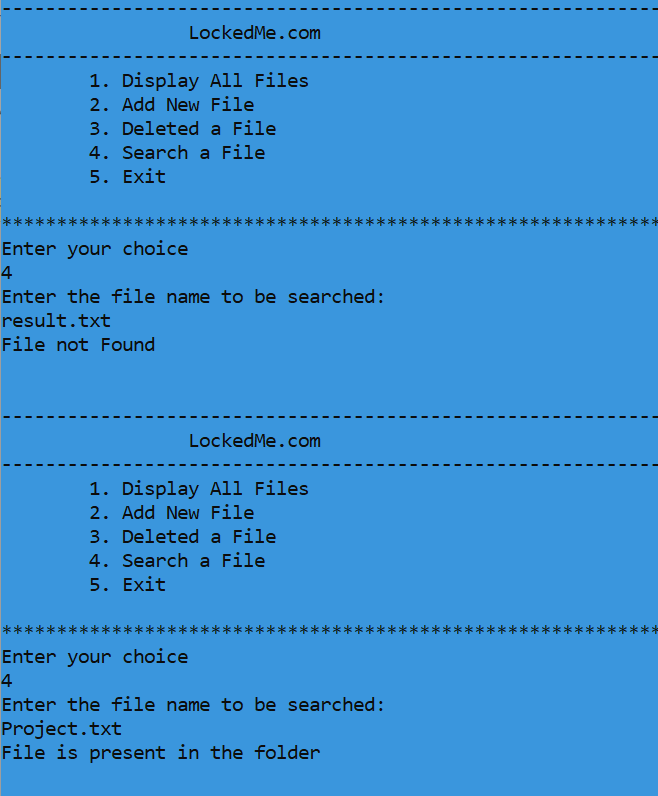 ------------------------------------------------------------
LockedMe.com
------------------------------------------------------------
1. Display All Files
2. Add New File
3. Deleted a File
4. Search a File
5. Exit
************************************************************
Enter your choice
4
Enter the file name to be searched:
result.txt
File not Found
------------------------------------------------------------
LockedMe.com
------------------------------------------------------------
1. Display All Files
2. Add New File
3. Deleted a File
4. Search a File
5. Exit
************************************************************
Enter your choice
4
Enter the file name to be searched:
Project.txt
File is present in the folder